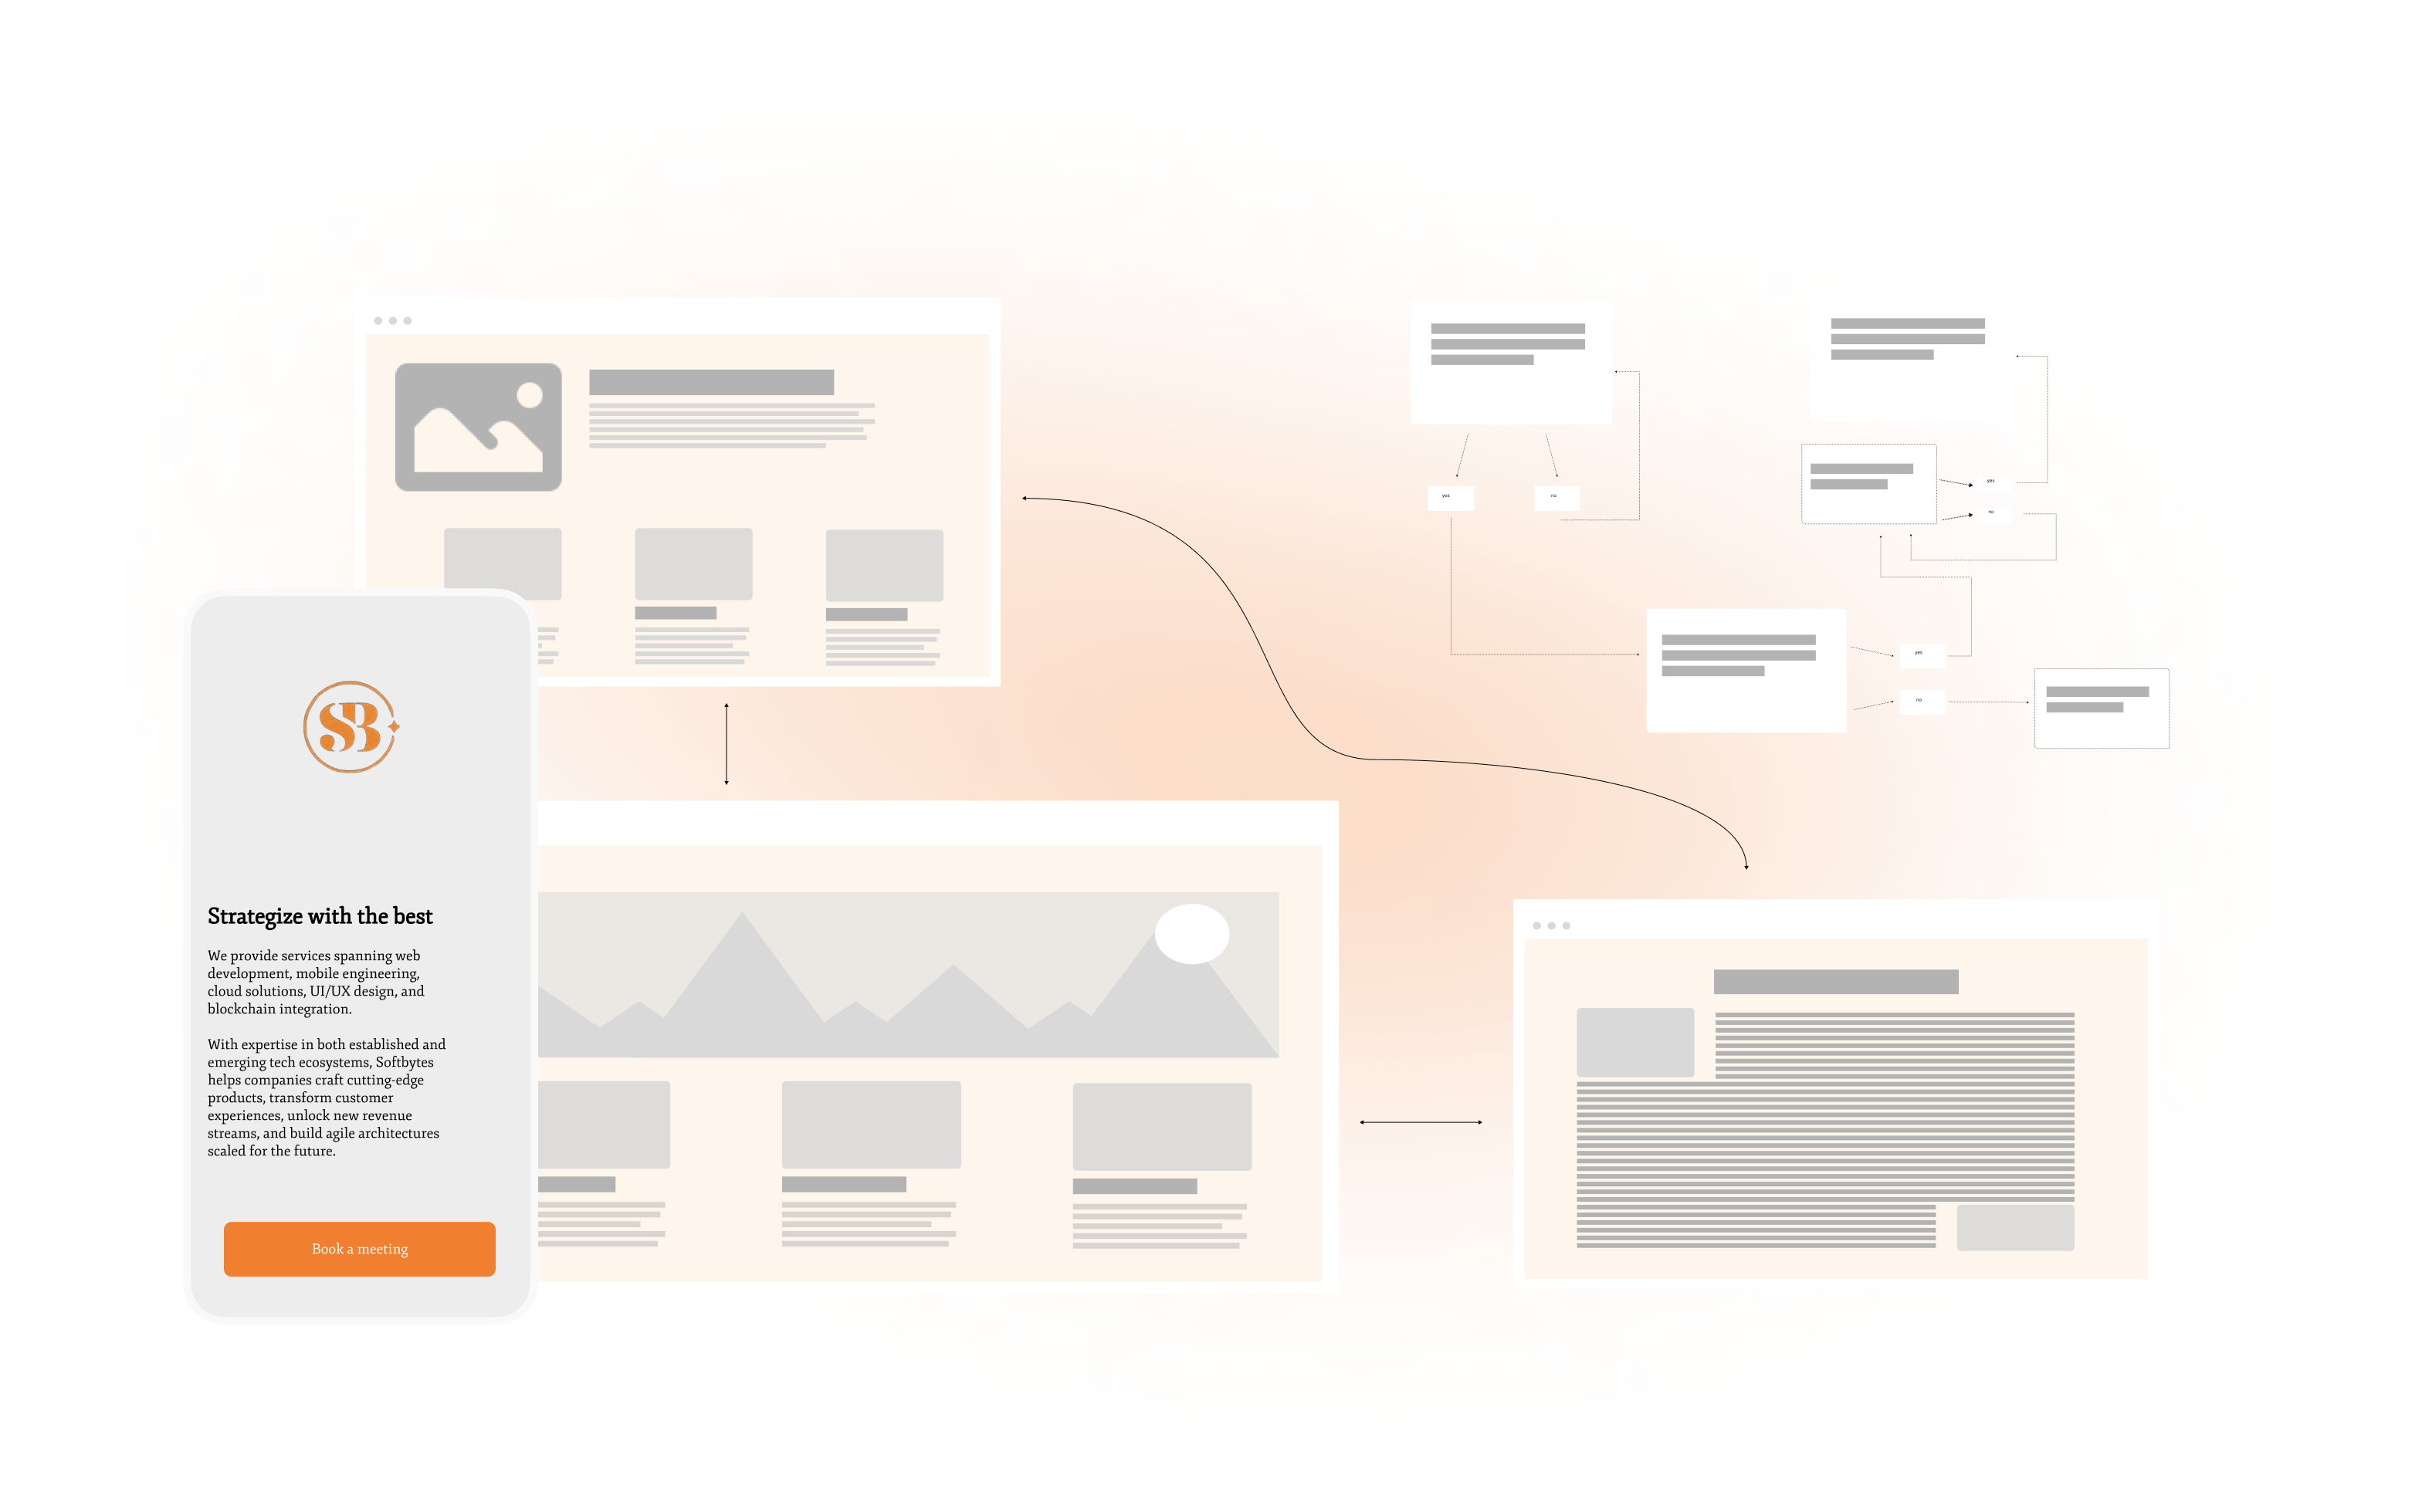 yes
no
yes
no
yes
no
SB
Strategize with the best
We provide services spanning web
development, mobile engineering,
cloud solutions, UI/UX design, and
blockchain integration.
With expertise in both established and
emerging tech ecosystems, Softbytes
helps companies craft cutting-edge
products, transform customer
experiences, unlock new revenue
streams, and build agile architectures
scaled for the future.
Book a meeting